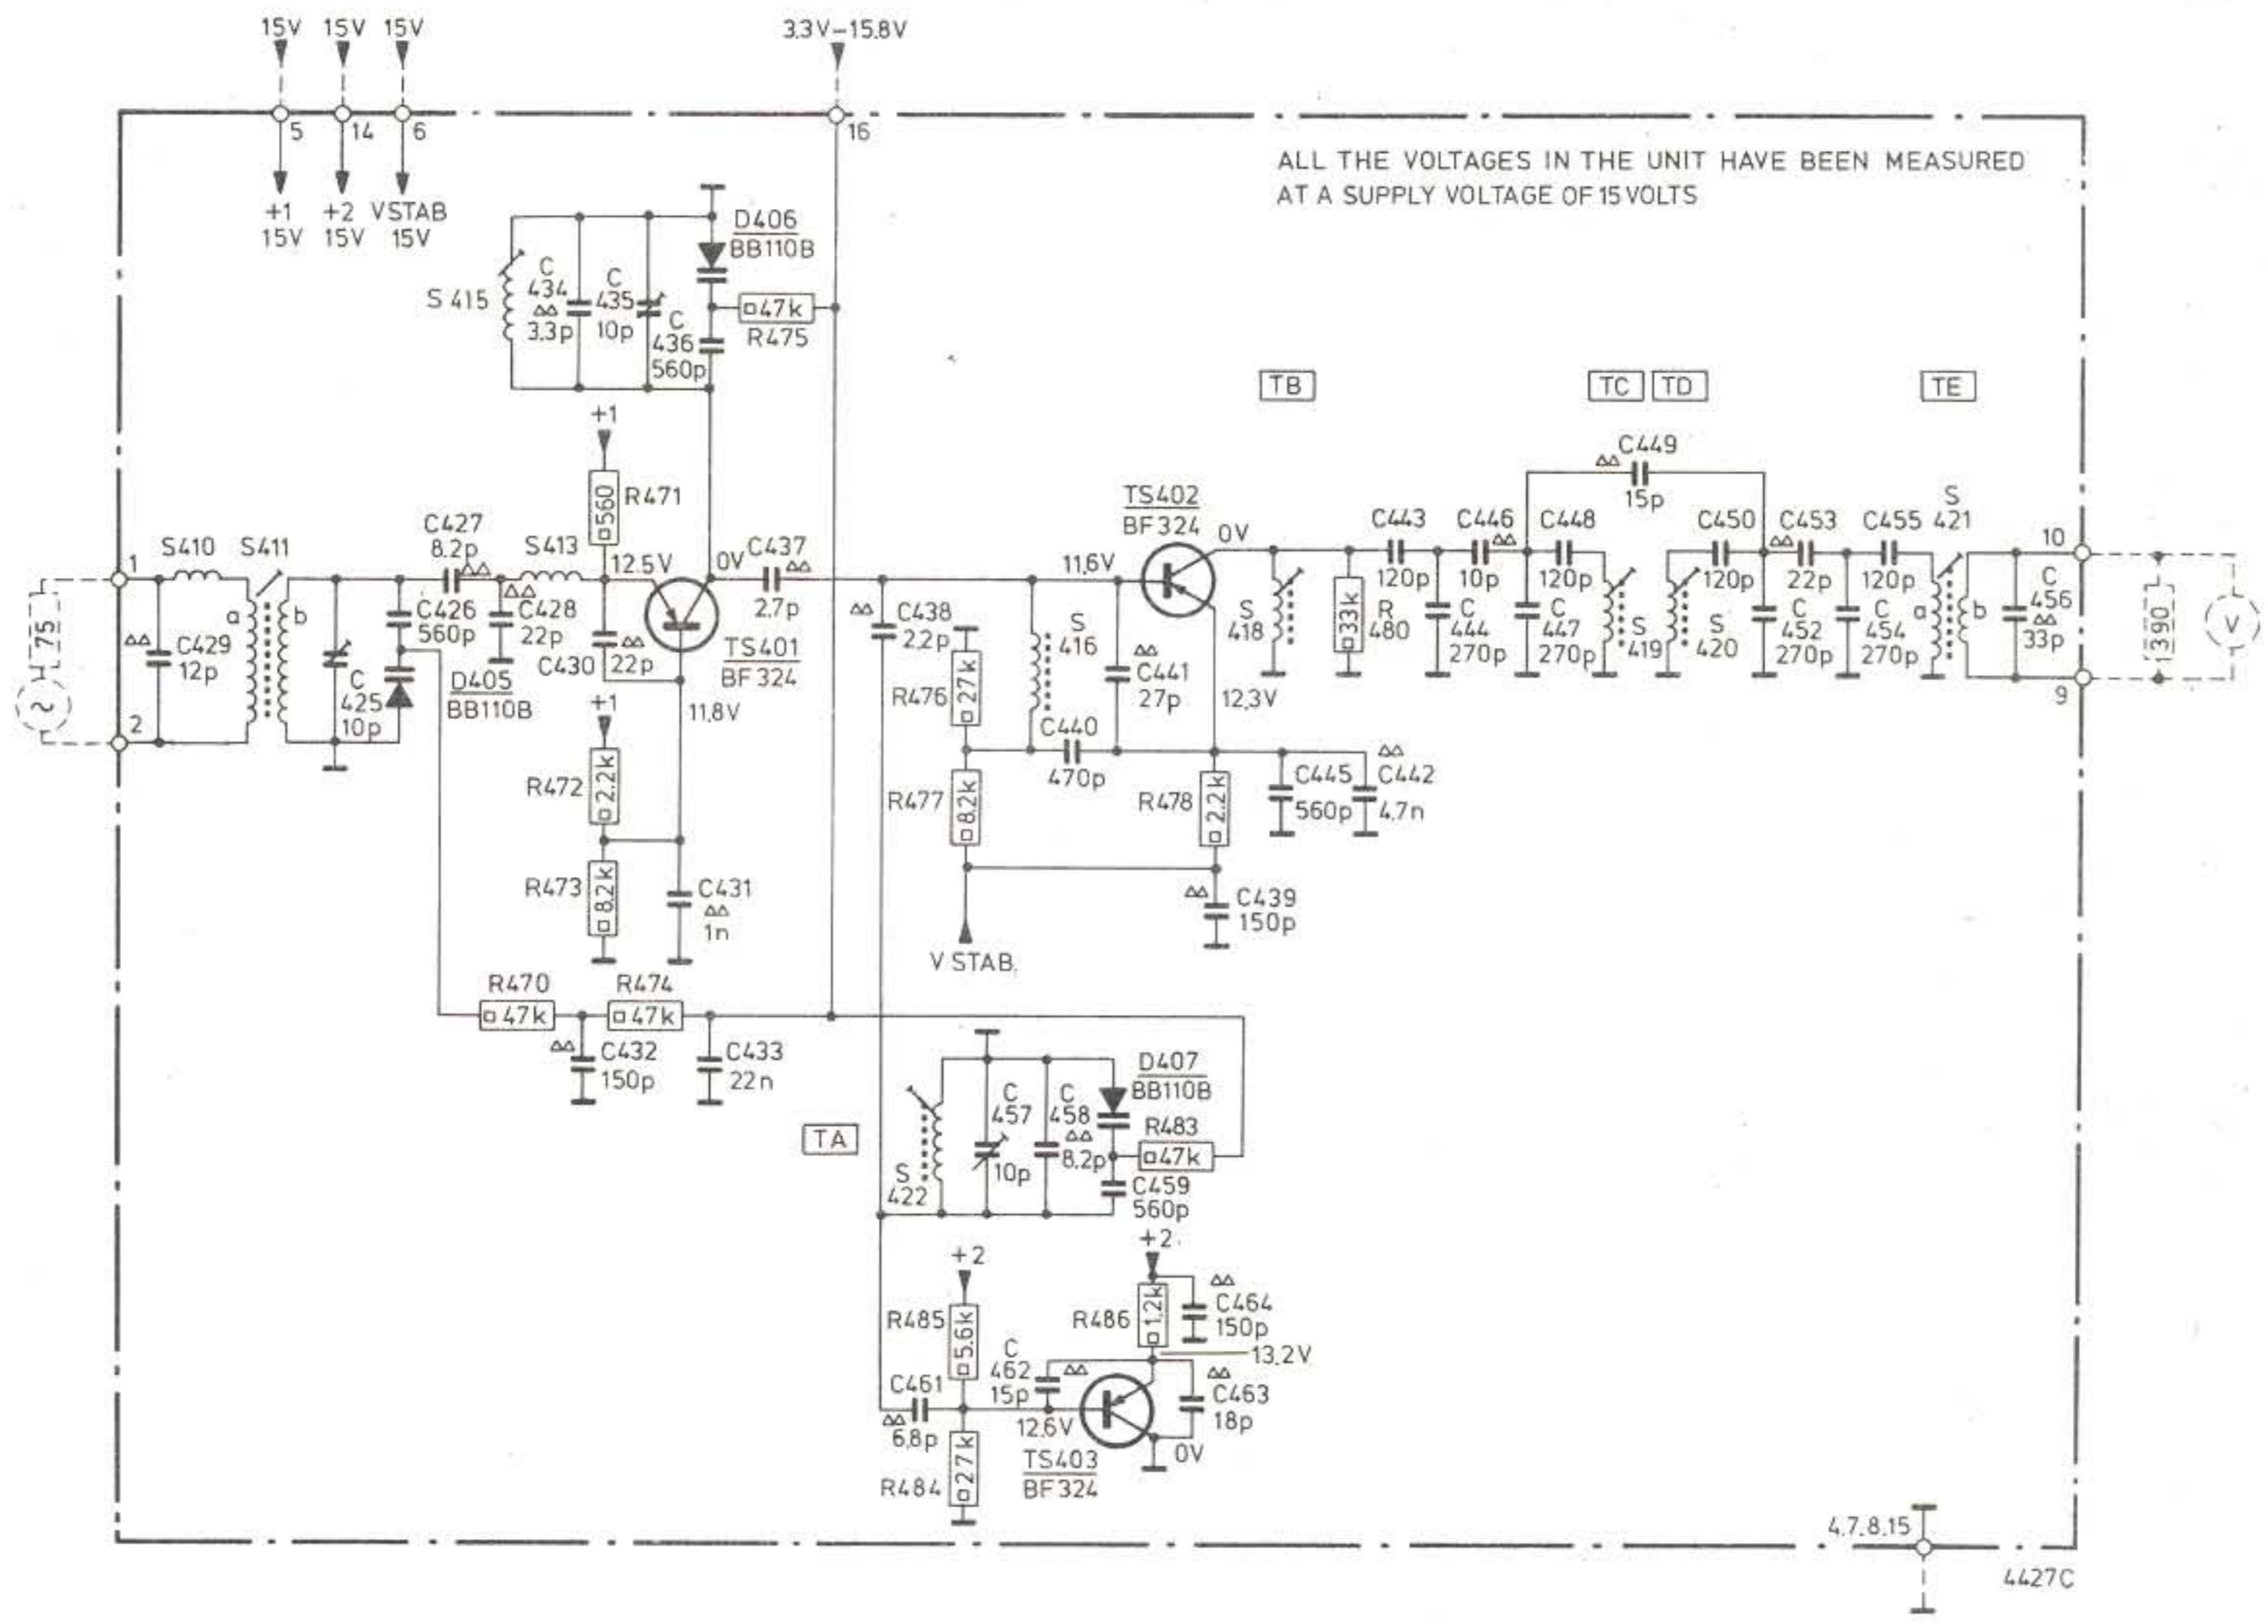 15V 15V 15V 3.3V-15.8V
5 14 6 16
ALL THE VOLTAGES IN THE UNIT HAVE BEEN MEASURED
AT A SUPPLY VOLTAGE OF 15 VOLTS
+1 +2 VSTAB
15V 15V 15V
D406
BB110B
S 415
C
434
3.3p
C
435
10p
C
436
560p
47k
R475
TB TC TD TE
+1
560
R471
C449
15p
TS402
BF324
0V
C443
120p
C446
10p
C448
120p
C450
120p
C453
22p
C455
120p
S
421
1
S410 S411
C427
8.2p
S413
12.5V
0V
C437
2.7p
11.6V
10
75
2
C429
12p
a b
C
425
10p
C426
560p
D405
BB110B
C428
22p
C430
22p
TS401
BF324
11.8V
C438
2.2p
R476
27k
S
416
C441
27p
C440
470p
12.3V
S
418
33k
R
480
C
444
270p
C
447
270p
S
419
S
420
C
452
270p
C
454
270p
a b
C
456
33p
390
V
9
+1
R472
2.2k
R473
8.2k
C431
1n
R477
8.2k
R478
2.2k
C445
560p
C442
4.7n
C439
150p
V STAB.
R470
47k
R474
47k
C432
150p
C433
22n
TA
S
422
C
457
10p
C
458
8.2p
D407
BB110B
R483
47k
C459
560p
+2
R485
5.6k
+2
R486
1.2k
C464
150p
13.2V
C461
6.8p
C
462
15p
C463
18p
12.6V
TS403
BF324
0V
R484
27k
4.7.8.15
4427C